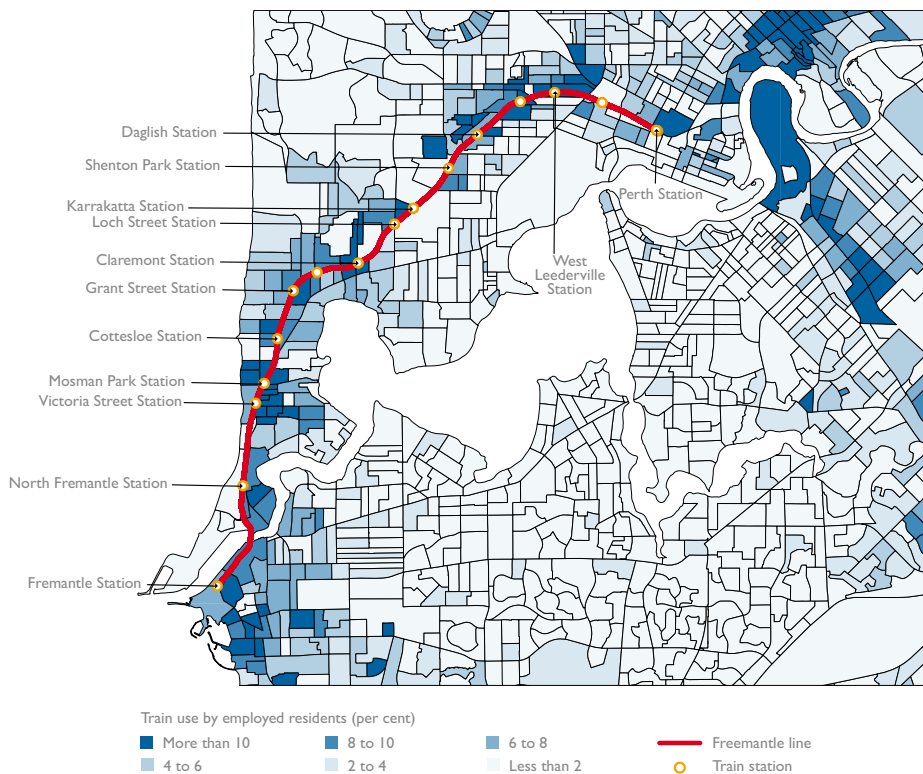 Daglish Station
Shenton Park Station
Karrakatta Station
Loch Street Station
Claremont Station
Grant Street Station
Cottesloe Station
Mosman Park Station
Victoria Street Station
North Fremantle Station
Fremantle Station
Perth Station
West
Leederville
Station
Train use by employed residents (per cent)
More than 10
8 to 10
6 to 8
Freemantle line
4 to 6
2 to 4
Less than 2
Train station